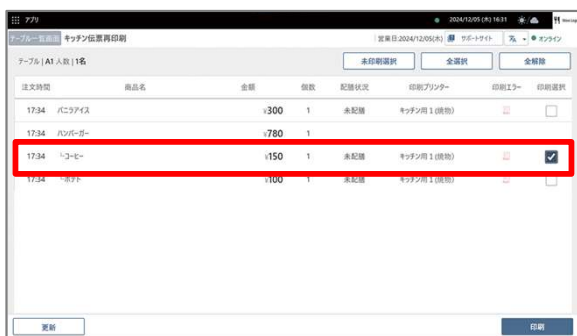 アプリ 2024/12/05 (木) 16:31
テーブル一覧画面 キッチン伝票再印刷 営業日:2024/12/05(木) サポートサイト オンライン
テーブル | A1 人数 | 1名 未印刷選択 全選択 全解除
注文時間 商品名 金額 個数 配膳状況 印刷プリンター 印刷エラー 印刷選択
17:34 バニラアイス ¥300 1 未配膳 キッチン用1(焼物)
17:34 ハンバーガー ¥780 1
17:34 └コーヒー ¥150 1 未配膳 キッチン用1(焼物)
17:34 └ポテト ¥100 1 未配膳 キッチン用1(焼物)
更新 印刷